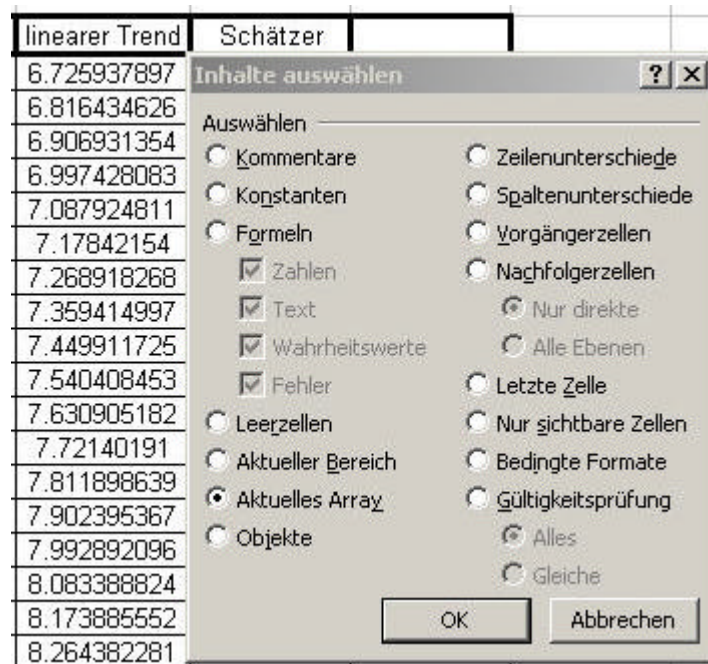 linearer Trend Schätzer
6.725937897
6.816434626
6.906931354
6.997428083
7.087924811
7.17842154
7.268918268
7.359414997
7.449911725
7.540408453
7.630905182
7.72140191
7.811898639
7.902395367
7.992892096
8.083388824
8.173885552
8.264382281
Inhalte auswählen
Auswählen
Kommentare
Konstanten
Formeln
Zahlen
Text
Wahrheitswerte
Fehler
Leerzellen
Aktueller Bereich
Aktuelles Array
Objekte
Zeilenunterschiede
Spaltenunterschiede
Vorgängerzellen
Nachfolgerzellen
Nur direkte
Alle Ebenen
Letzte Zelle
Nur sichtbare Zellen
Bedingte Formate
Gültigkeitsprüfung
Alles
Gleiche
OK Abbrechen